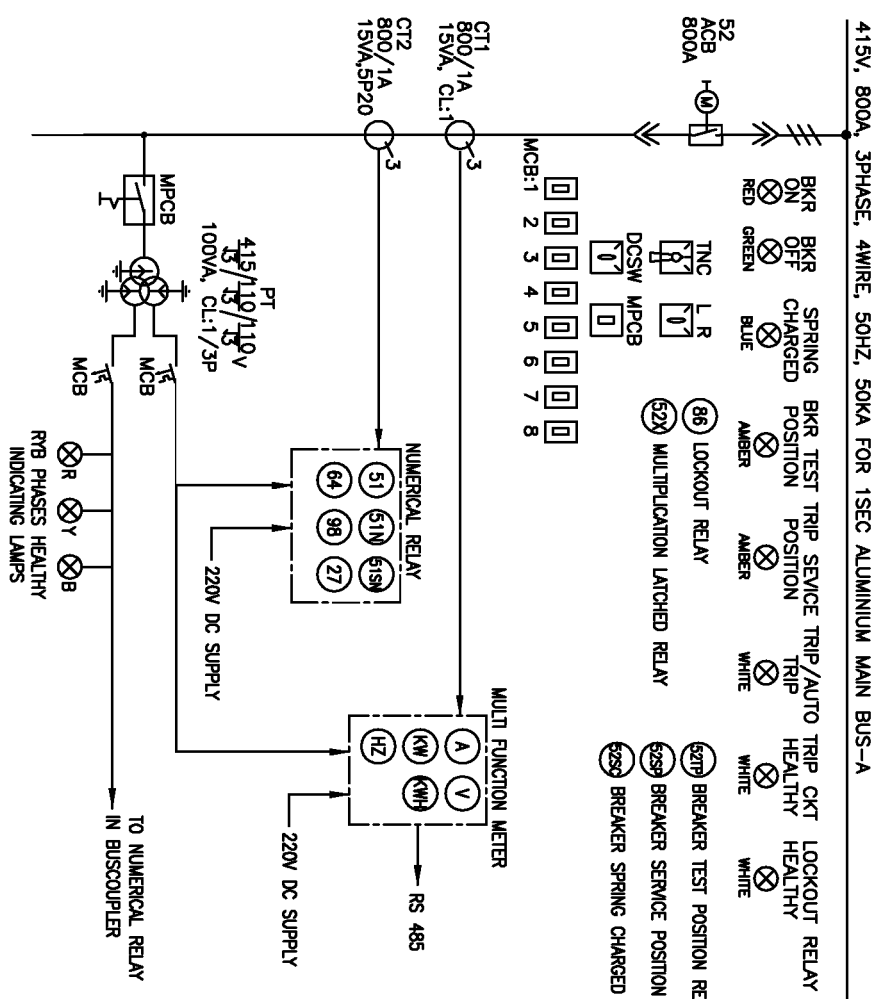 415V, 800A, 3PHASE, 4WIRE, 50HZ, 50KA FOR 1SEC ALUMINIUM MAIN BUS-A
52
ACB
800A
M
BKR
ON
RED
BKR
OFF
GREEN
SPRING
CHARGED
BLUE
BKR TEST
POSITION
AMBER
TRIP SEVICE
POSITION
AMBER
TRIP/AUTO
TRIP
WHITE
TRIP CKT
HEALTHY
WHITE
LOCKOUT RELAY
HEALTHY
WHITE
TNC
L R
DCSW
MPCB
86 LOCKOUT RELAY
52X MULTIPLICATION LATCHED RELAY
52TP BREAKER TEST POSITION RE
52SP BREAKER SERVICE POSITION
52SC BREAKER SPRING CHARGED
MCB:1 2 3 4 5 6 7 8
CT1
800/1A
15VA, CL:1
3
CT2
800/1A
15VA,5P20
3
NUMERICAL RELAY
51 51N 51SN
64 98 27
220V DC SUPPLY
MULTI FUNCTION METER
A V
KW KWH
HZ
RS 485
220V DC SUPPLY
MPCB
PT
415/110/110V
√3 / √3 / √3
100VA, CL:1/3P
MCB
MCB
R Y B
RYB PHASES HEALTHY
INDICATING LAMPS
TO NUMERICAL RELAY
IN BUSCOUPLER